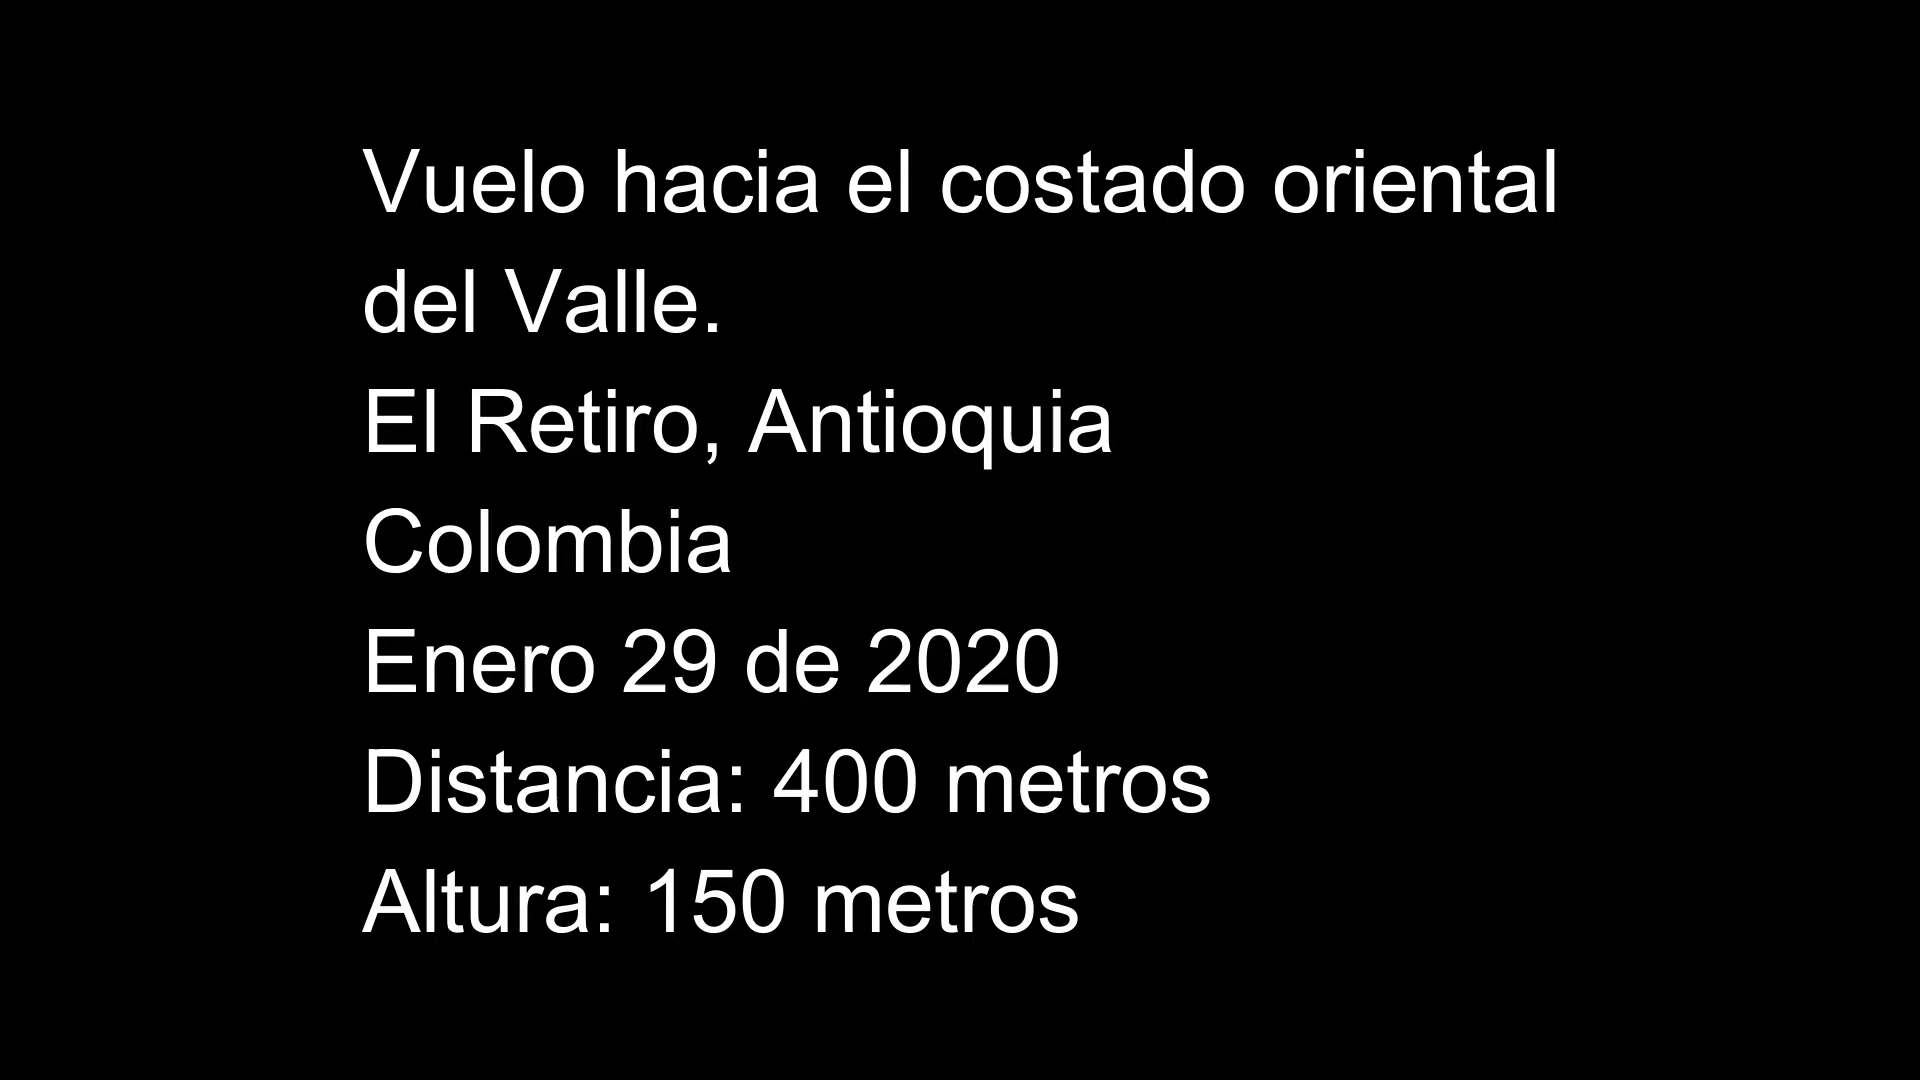 Vuelo hacia el costado oriental
del Valle.
El Retiro, Antioquia
Colombia
Enero 29 de 2020
Distancia: 400 metros
Altura: 150 metros